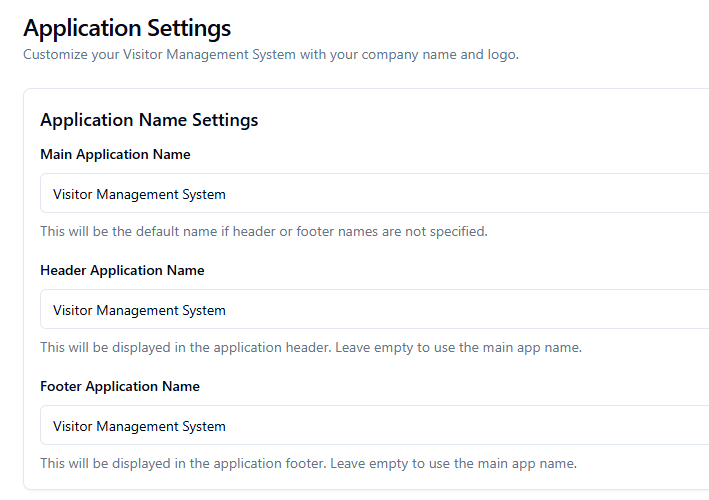 Application Settings
Customize your Visitor Management System with your company name and logo.
Application Name Settings
Main Application Name
Visitor Management System
This will be the default name if header or footer names are not specified.
Header Application Name
Visitor Management System
This will be displayed in the application header. Leave empty to use the main app name.
Footer Application Name
Visitor Management System
This will be displayed in the application footer. Leave empty to use the main app name.